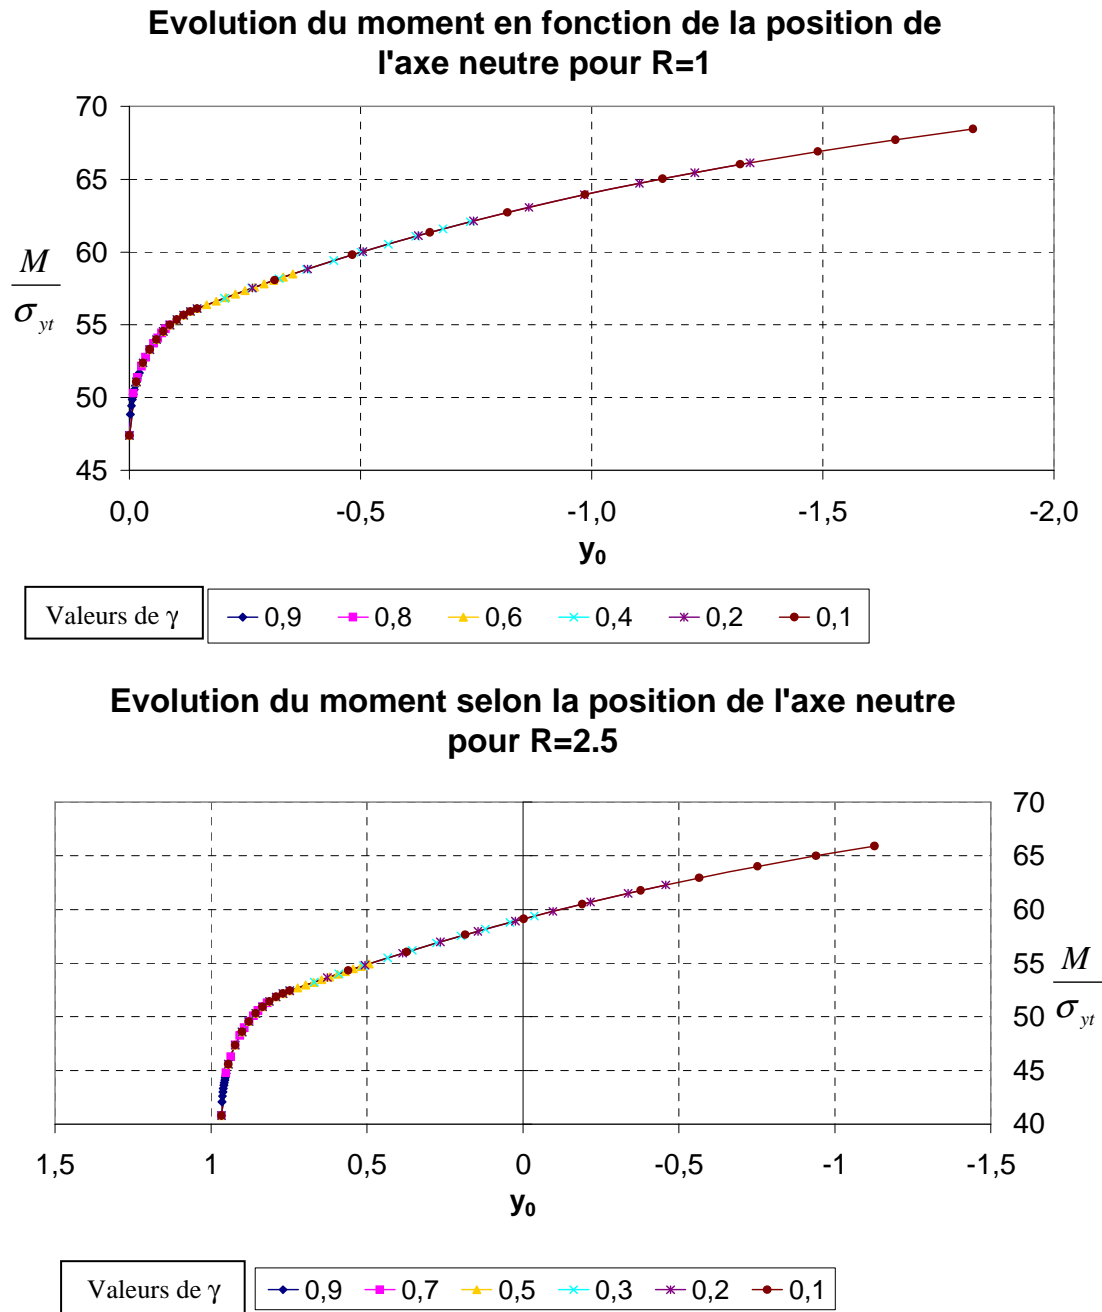 Evolution du moment en fonction de la position de
l'axe neutre pour R=1
70
65
60
55
50
45
M
σyt
0,0 -0,5 -1,0 -1,5 -2,0
y0
Valeurs de γ 0,9 0,8 0,6 0,4 0,2 0,1
Evolution du moment selon la position de l'axe neutre
pour R=2.5
70
65
60
55
50
45
40
M
σyt
1,5 1 0,5 0 -0,5 -1 -1,5
y0
Valeurs de γ 0,9 0,7 0,5 0,3 0,2 0,1